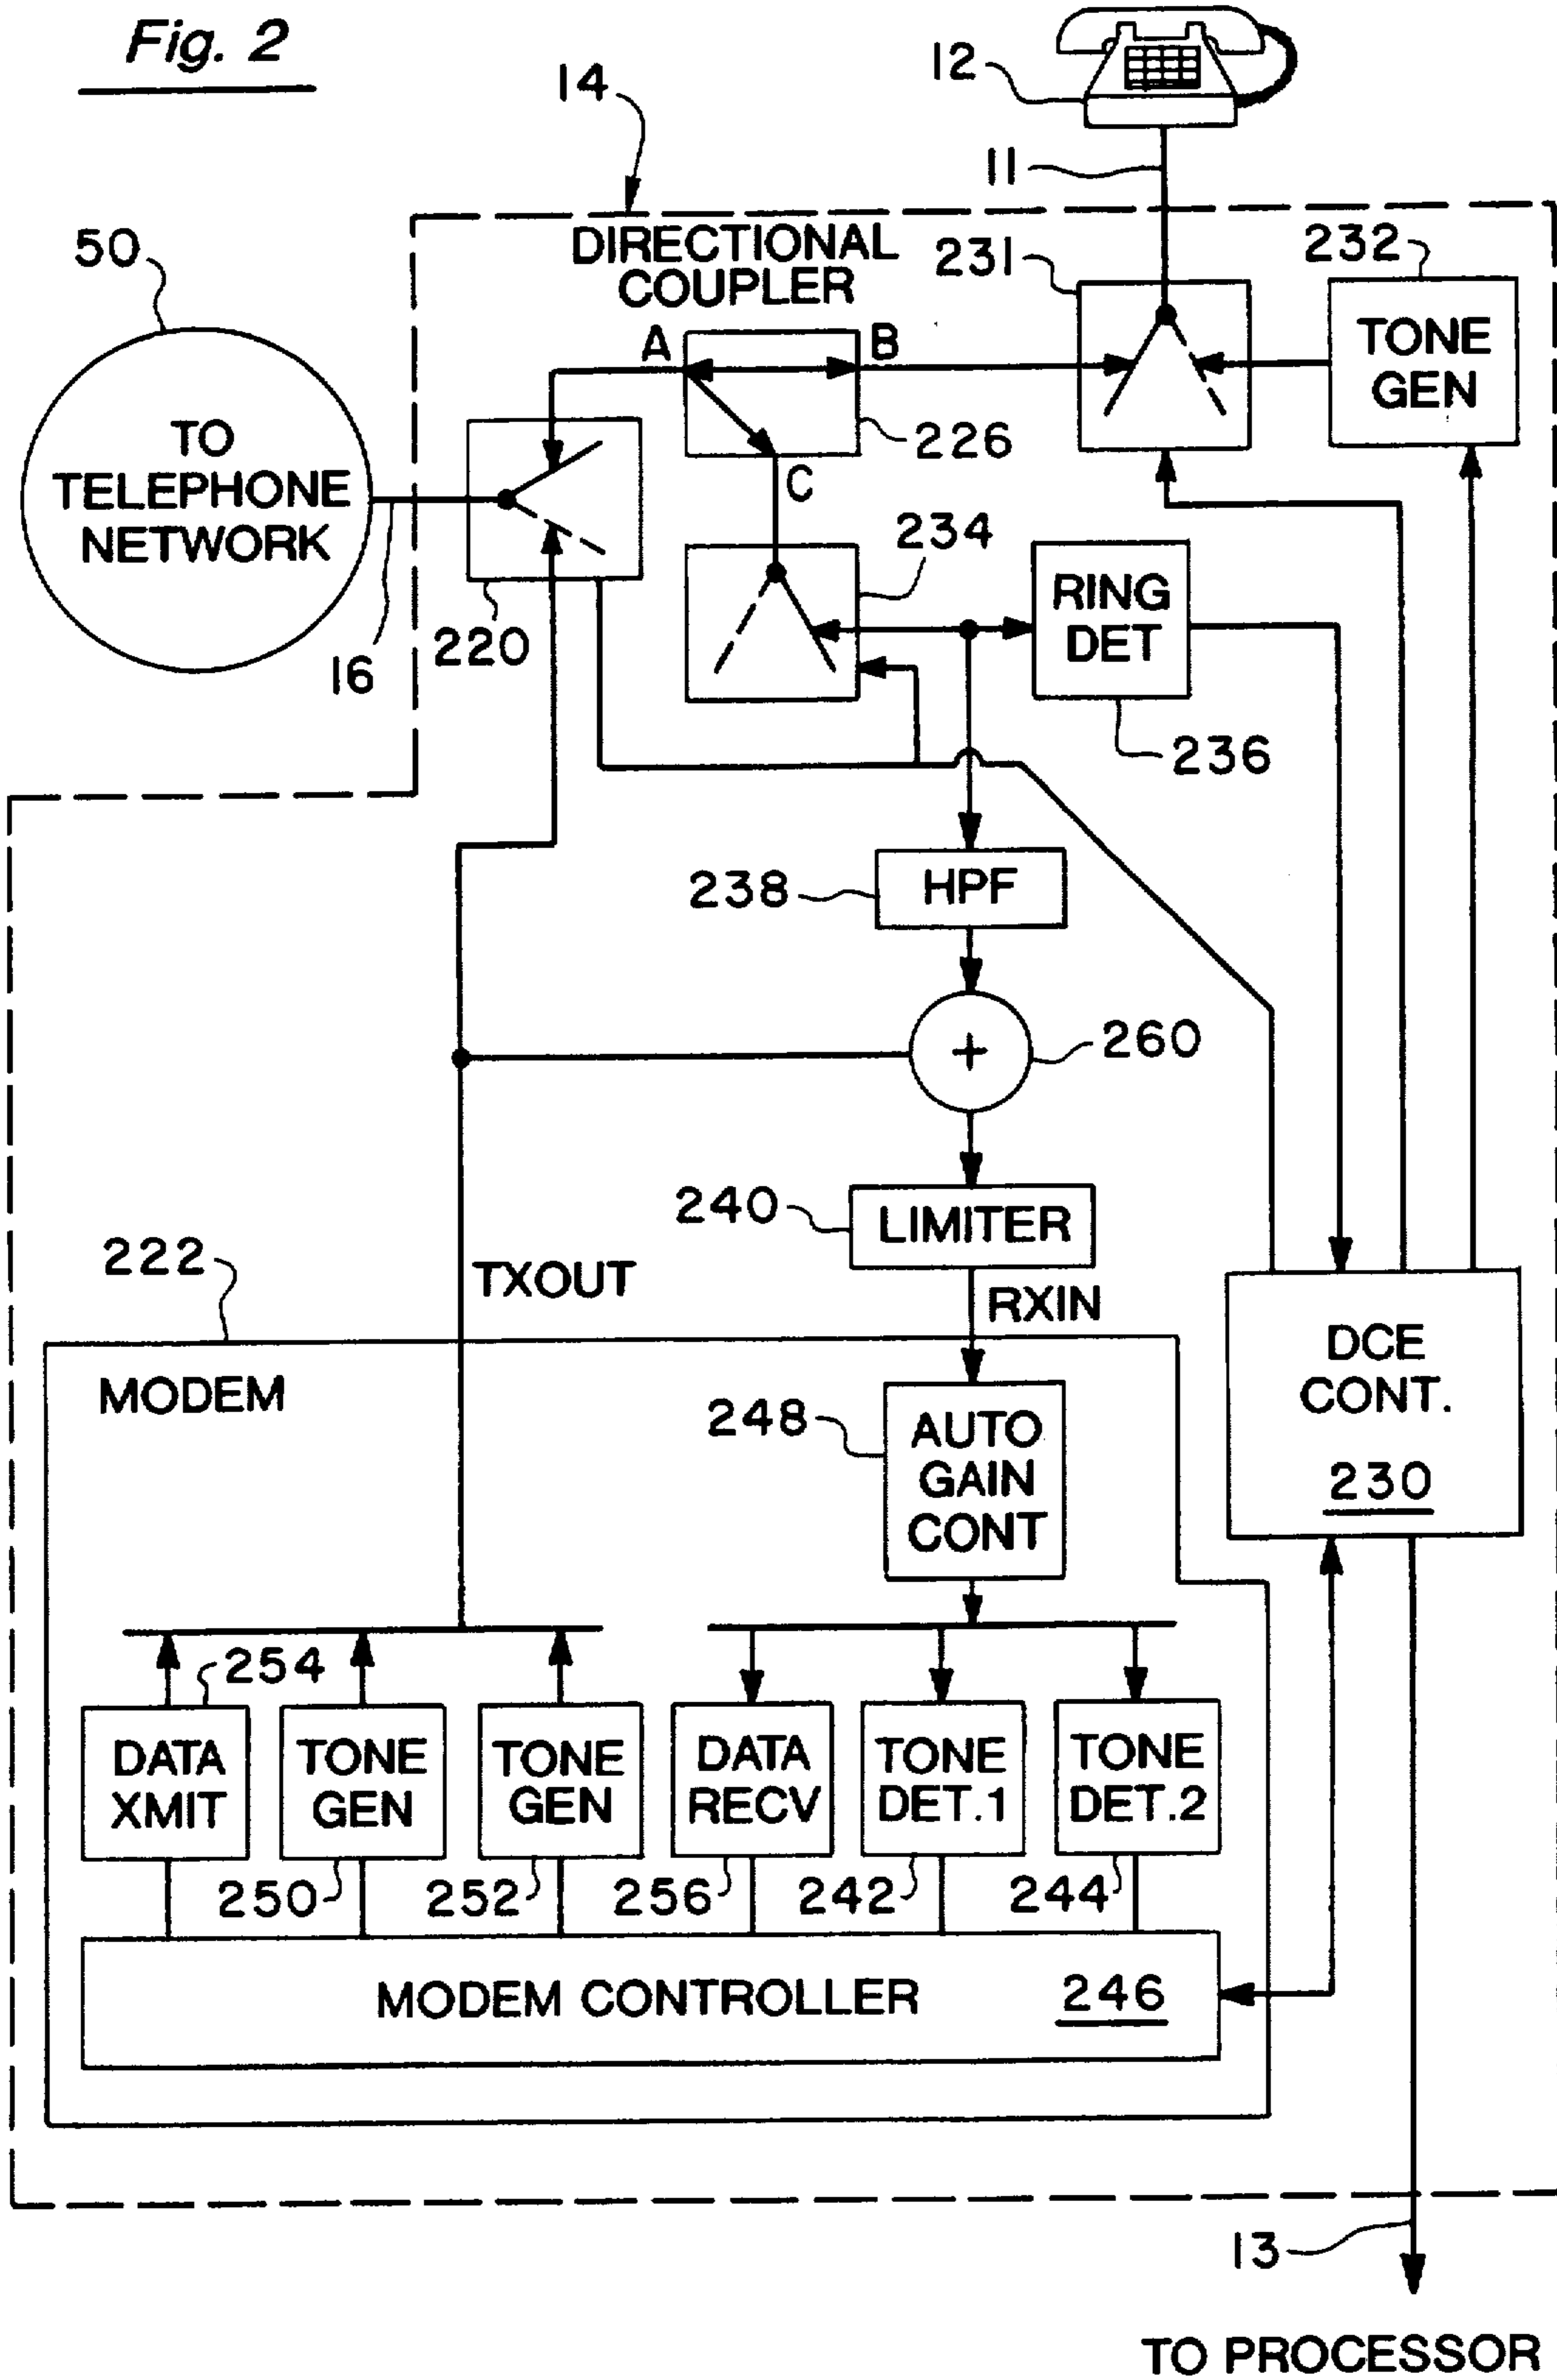 Fig. 2
12
14
11
50
DIRECTIONAL
COUPLER
231
232
A
B
TONE
GEN
TO
TELEPHONE
NETWORK
226
C
234
RING
DET
220
16
236
238
HPF
+
260
240
LIMITER
222
TXOUT
RXIN
MODEM
DCE
CONT.
230
248
AUTO
GAIN
CONT
254
DATA
XMIT
TONE
GEN
TONE
GEN
DATA
RECV
TONE
DET.1
TONE
DET.2
250
252
256
242
244
MODEM CONTROLLER
246
13
TO PROCESSOR